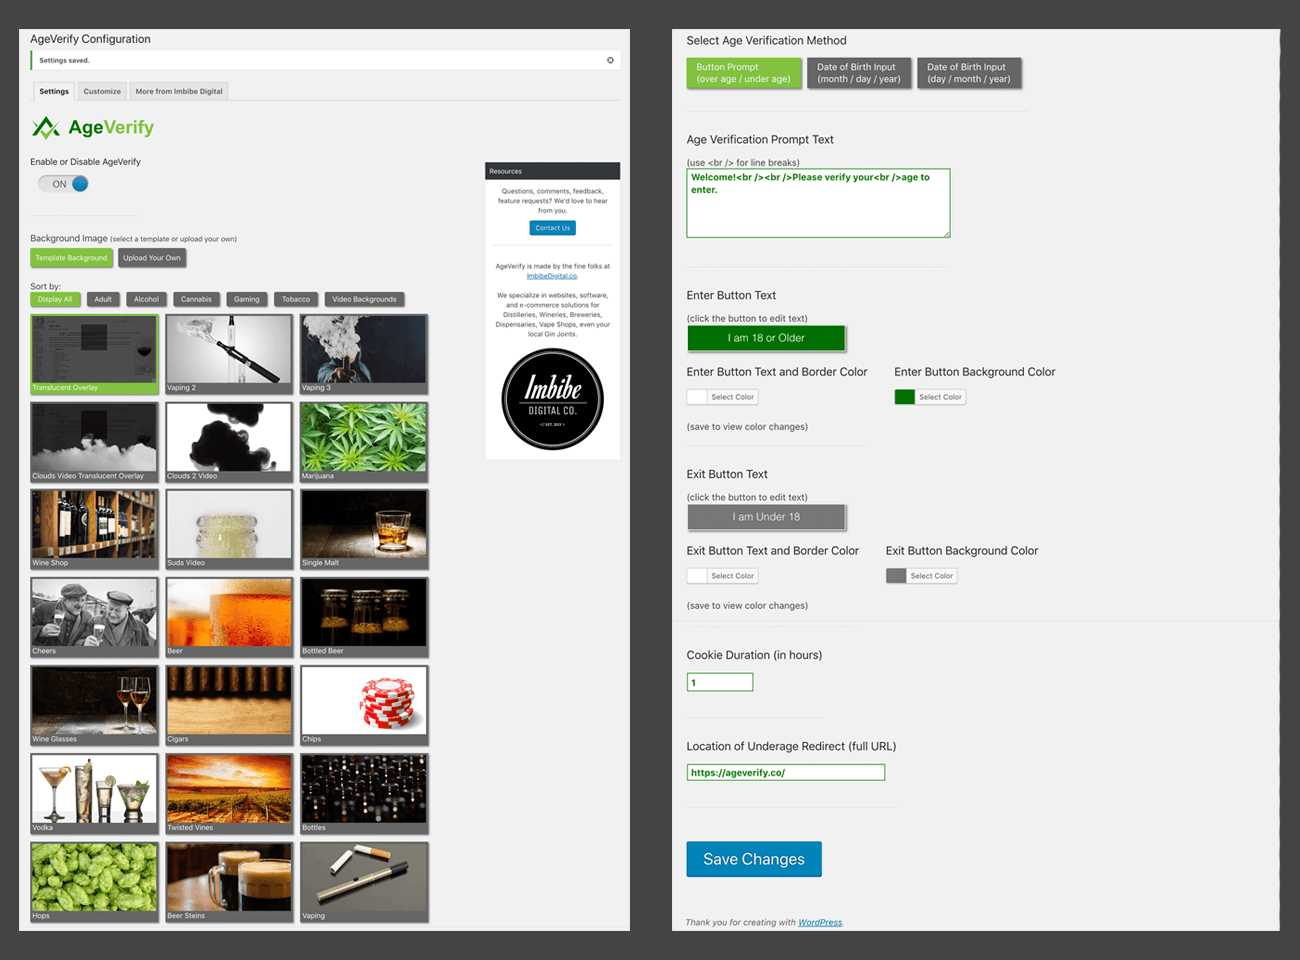 AgeVerify Configuration
Settings saved.
Settings
Customize
More from Imbibe Digital
AgeVerify
Enable or Disable AgeVerify
ON
Background Image (select a template or upload your own)
Template Background
Upload Your Own
Sort by:
Display All
Adult
Alcohol
Cannabis
Gaming
Tobacco
Video Backgrounds
Translucent Overlay
Vaping 2
Vaping 3
Clouds Video Translucent Overlay
Clouds 2 Video
Marijuana
Wine Shop
Suds Video
Single Malt
Cheers
Beer
Bottled Beer
Wine Glasses
Cigars
Chips
Vodka
Twisted Vines
Bottles
Hops
Beer Steins
Vaping
Resources
Questions, comments, feedback,
feature requests? We'd love to hear
from you.
Contact Us
AgeVerify is made by the fine folks at
ImbibeDigital.co.
We specialize in websites, software,
and e-commerce solutions for
Distilleries, Wineries, Breweries,
Dispensaries, Vape Shops, even your
local Gin Joints.
Imbibe
DIGITAL CO.
Select Age Verification Method
Button Prompt
(over age / under age)
Date of Birth Input
(month / day / year)
Date of Birth Input
(day / month / year)
Age Verification Prompt Text
(use <br /> for line breaks)
Welcome!<br /><br />Please verify your<br />age to
enter.
Enter Button Text
(click the button to edit text)
I am 18 or Older
Enter Button Text and Border Color
Enter Button Background Color
Select Color
Select Color
(save to view color changes)
Exit Button Text
(click the button to edit text)
I am Under 18
Exit Button Text and Border Color
Exit Button Background Color
Select Color
Select Color
(save to view color changes)
Cookie Duration (in hours)
1
Location of Underage Redirect (full URL)
https://ageverify.co/
Save Changes
Thank you for creating with WordPress.